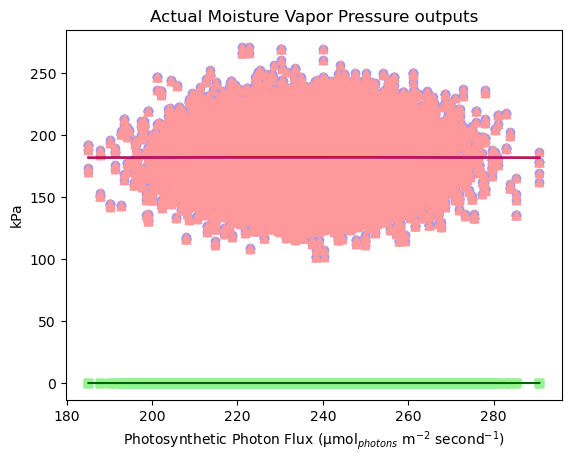 Actual Moisture Vapor Pressure outputs
kPa
250
200
150
100
50
0
180 200 220 240 260 280
Photosynthetic Photon Flux (μmol$_{photons}$ m$^{-2}$ second$^{-1}$)